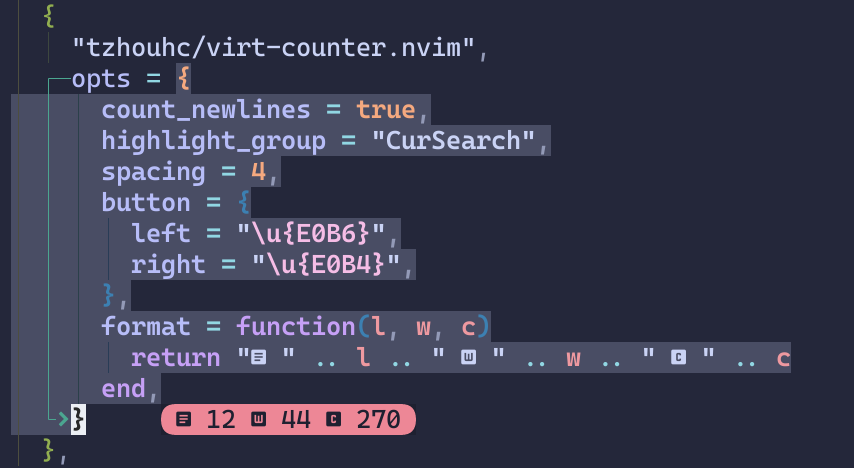 {
"tzhouhc/virt-counter.nvim",
opts = {
count_newlines = true,
highlight_group = "CurSearch",
spacing = 4,
button = {
left = "\u{E0B6}",
right = "\u{E0B4}",
},
format = function(l, w, c)
return "󰈙 " .. l .. " 🆆 " .. w .. " 🅲 " .. c
end,
} 12 🆆 44 🅲 270
},